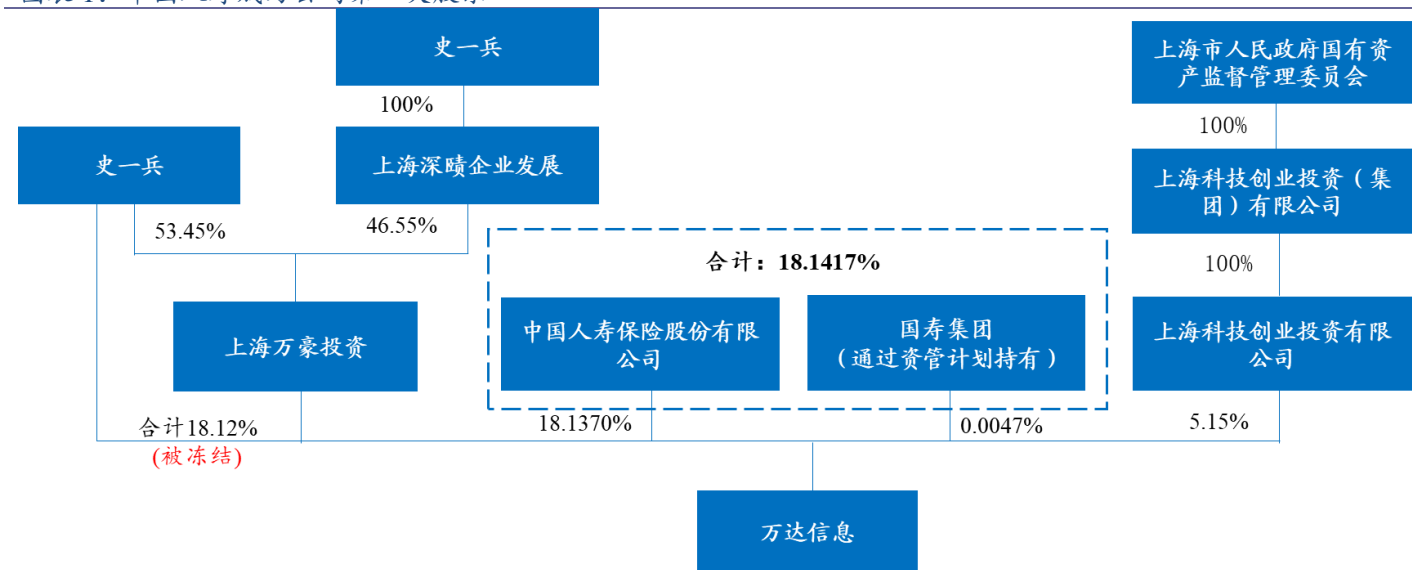 史一兵
上海市人民政府国有资
产监督管理委员会
100%
100%
史一兵
上海深赜企业发展
上海科技创业投资（集
团）有限公司
53.45%
46.55%
合计：18.1417%
100%
上海万豪投资
中国人寿保险股份有限
公司
国寿集团
（通过资管计划持有）
上海科技创业投资有限
公司
合计18.12%
(被冻结)
18.1370%
0.0047%
5.15%
万达信息